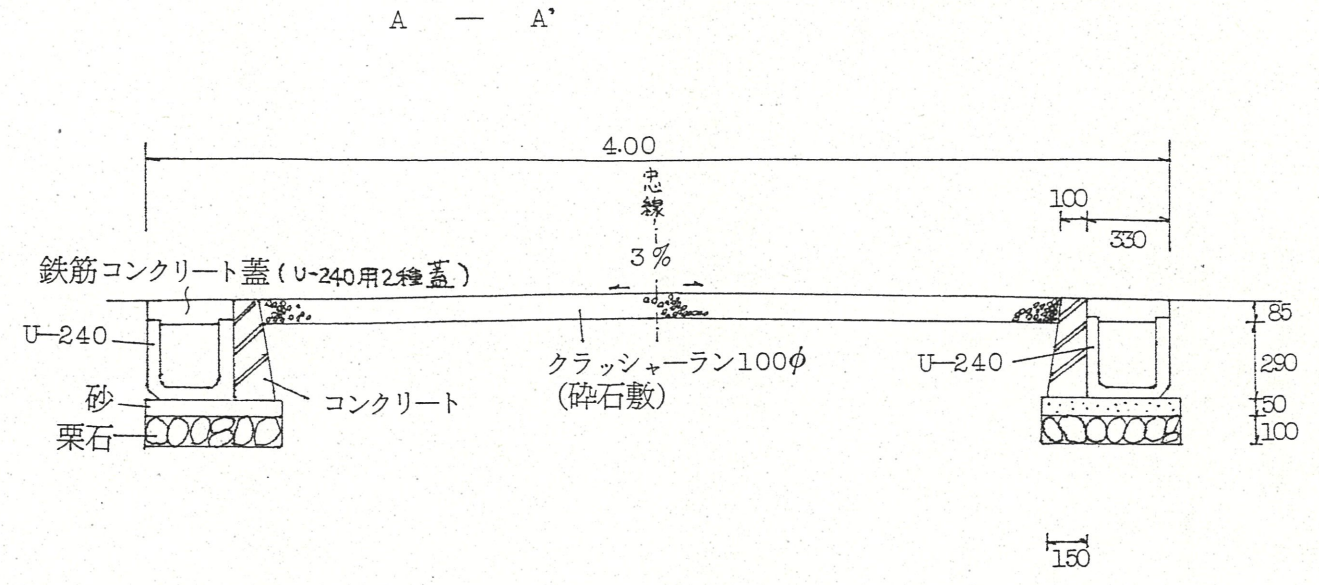 A — A'
4.00
忠線
100
330
3%
鉄筋コンクリート蓋(U-240用2種蓋)
85
U-240
クラッシャーラン100φ
(砕石敷)
U-240
290
コンクリート
砂
50
栗石
100
150